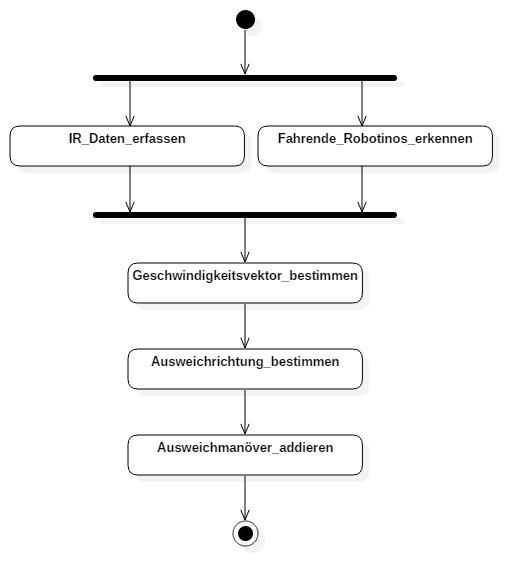 IR_Daten_erfassen
Fahrende_Robotinos_erkennen
Geschwindigkeitsvektor_bestimmen
Ausweichrichtung_bestimmen
Ausweichmanöver_addieren